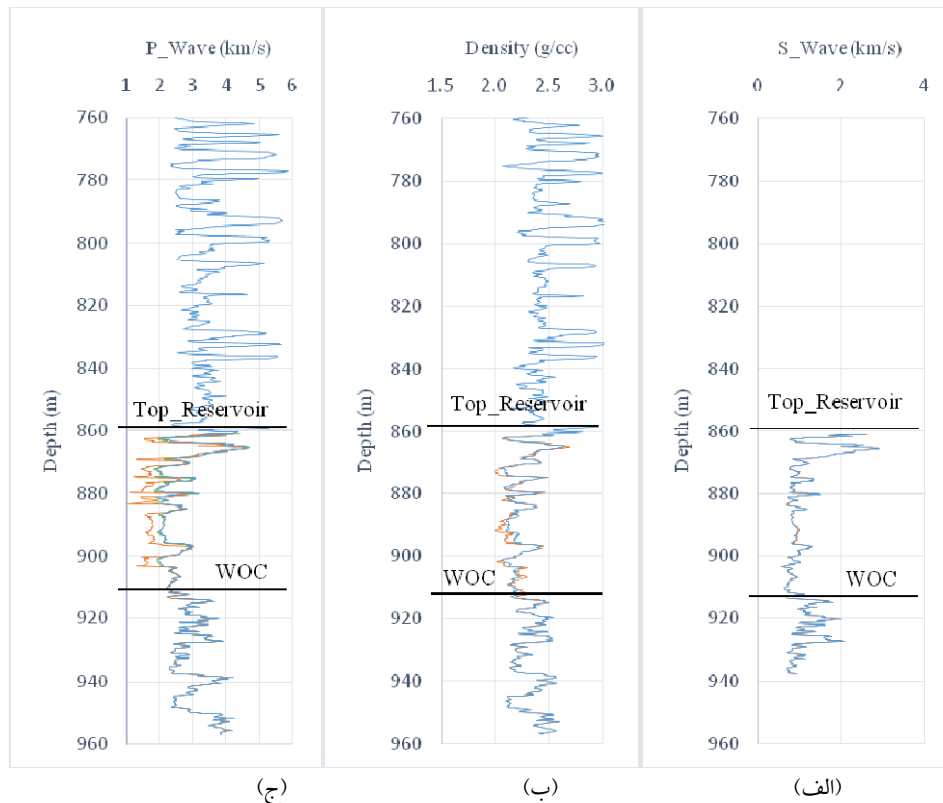 P_Wave (km/s)
1 2 3 4 5 6
760
780
800
820
840
860
880
900
920
940
960
Depth (m)
Top_Reservoir
WOC
(ج)
Density (g/cc)
1.5 2.0 2.5 3.0
760
780
800
820
840
860
880
900
920
940
960
Depth (m)
Top_Reservoir
WOC
(ب)
S_Wave (km/s)
0 2 4
760
780
800
820
840
860
880
900
920
940
960
Depth (m)
Top_Reservoir
WOC
(الف)